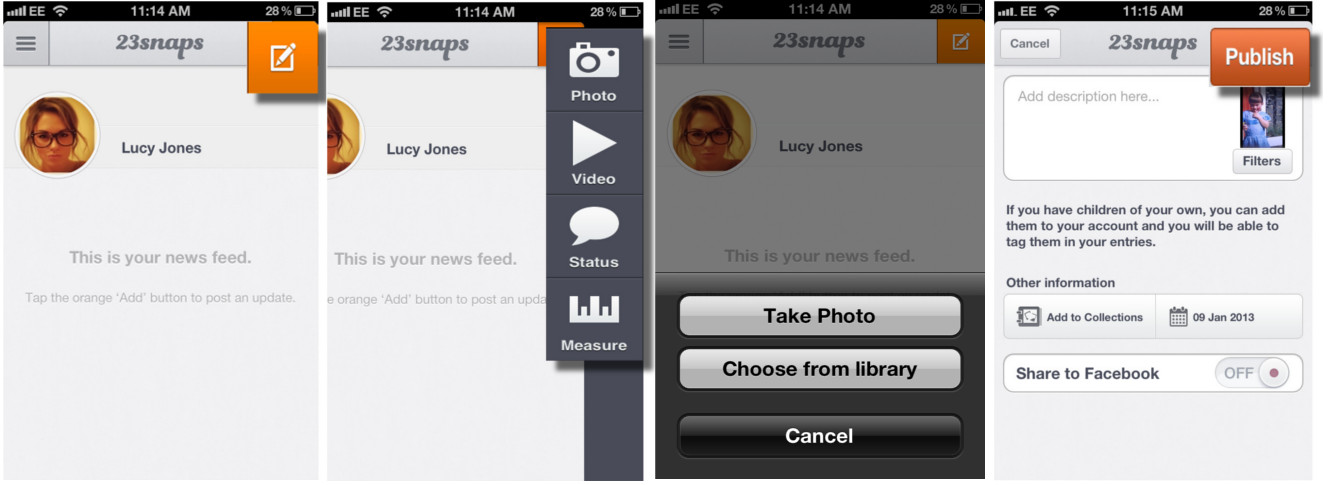 EE 11:14 AM 28%
23snaps
Lucy Jones
This is your news feed.
Tap the orange ‘Add’ button to post an update.
EE 11:14 AM 28%
23snaps
Photo
Video
Status
Measure
Lucy Jones
This is your news feed.
e orange ‘Add’ button to post an upda
EE 11:14 AM 28%
23snaps
Lucy Jones
This is your news feed.
Take Photo
Choose from library
Cancel
EE 11:15 AM 28%
Cancel 23snaps Publish
Add description here...
Filters
If you have children of your own, you can add
them to your account and you will be able to
tag them in your entries.
Other information
Add to Collections 09 Jan 2013
Share to Facebook OFF